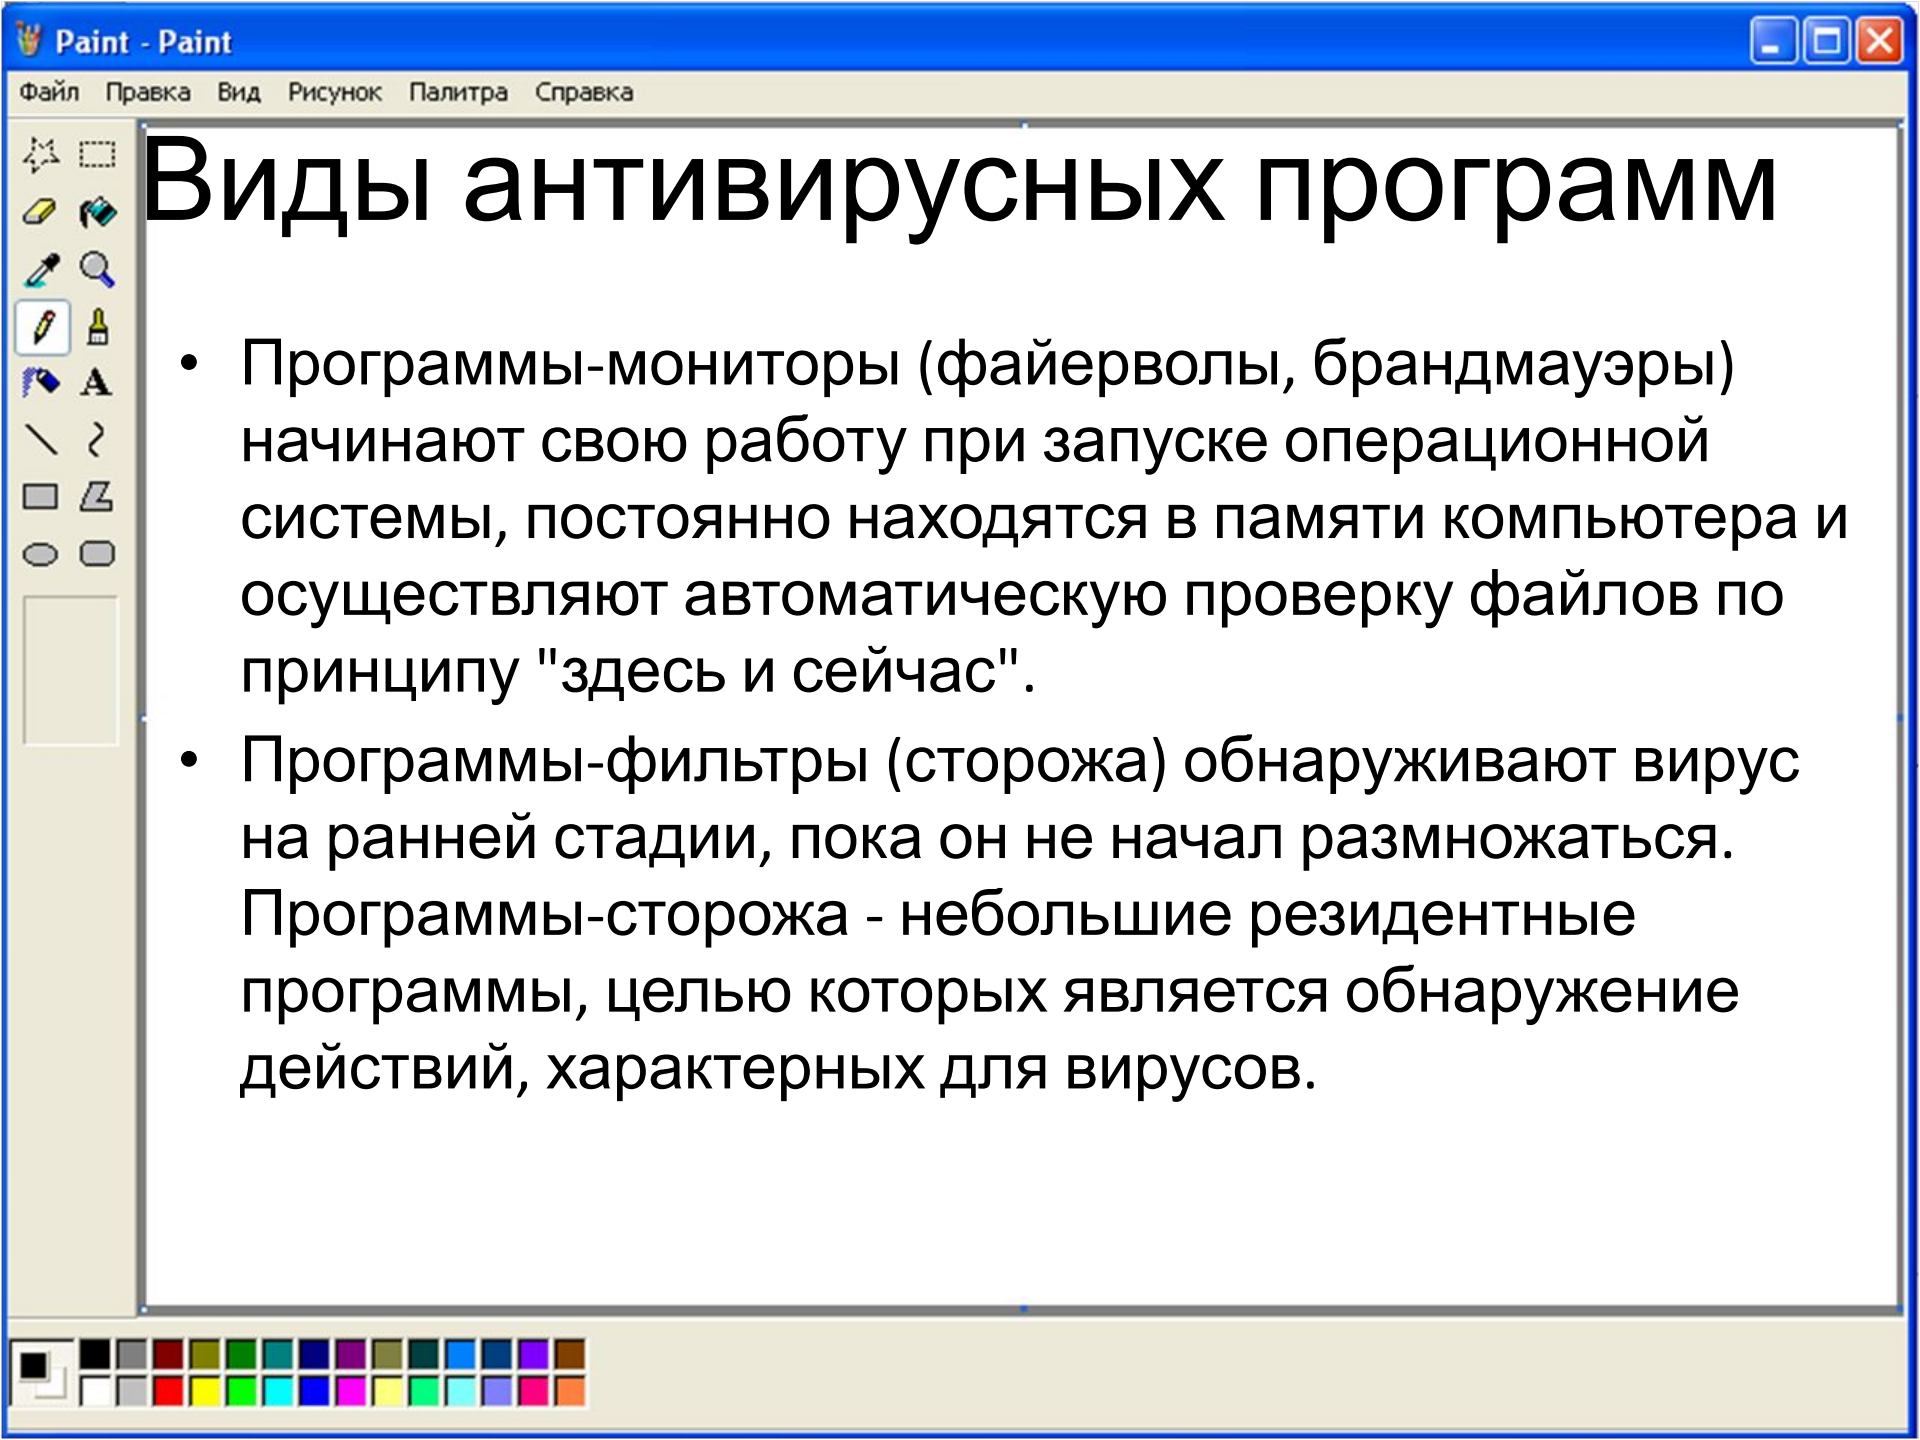 Paint - Paint
Файл Правка Вид Рисунок Палитра Справка
Виды антивирусных программ
• Программы-мониторы (файерволы, брандмауэры)
начинают свою работу при запуске операционной
системы, постоянно находятся в памяти компьютера и
осуществляют автоматическую проверку файлов по
принципу "здесь и сейчас".
• Программы-фильтры (сторожа) обнаруживают вирус
на ранней стадии, пока он не начал размножаться.
Программы-сторожа - небольшие резидентные
программы, целью которых является обнаружение
действий, характерных для вирусов.